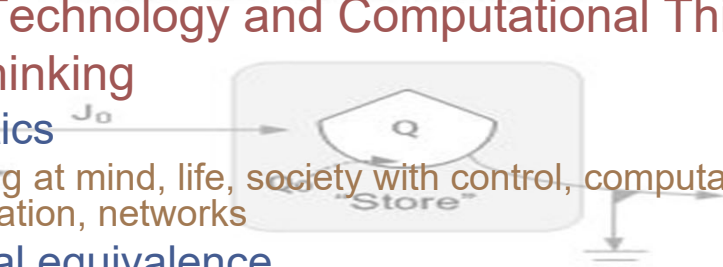 Technology and Computational Th
hinking
J0
ics
Q
g at mind, life, society with control, computa
"Store"
ation, networks
al equivalence